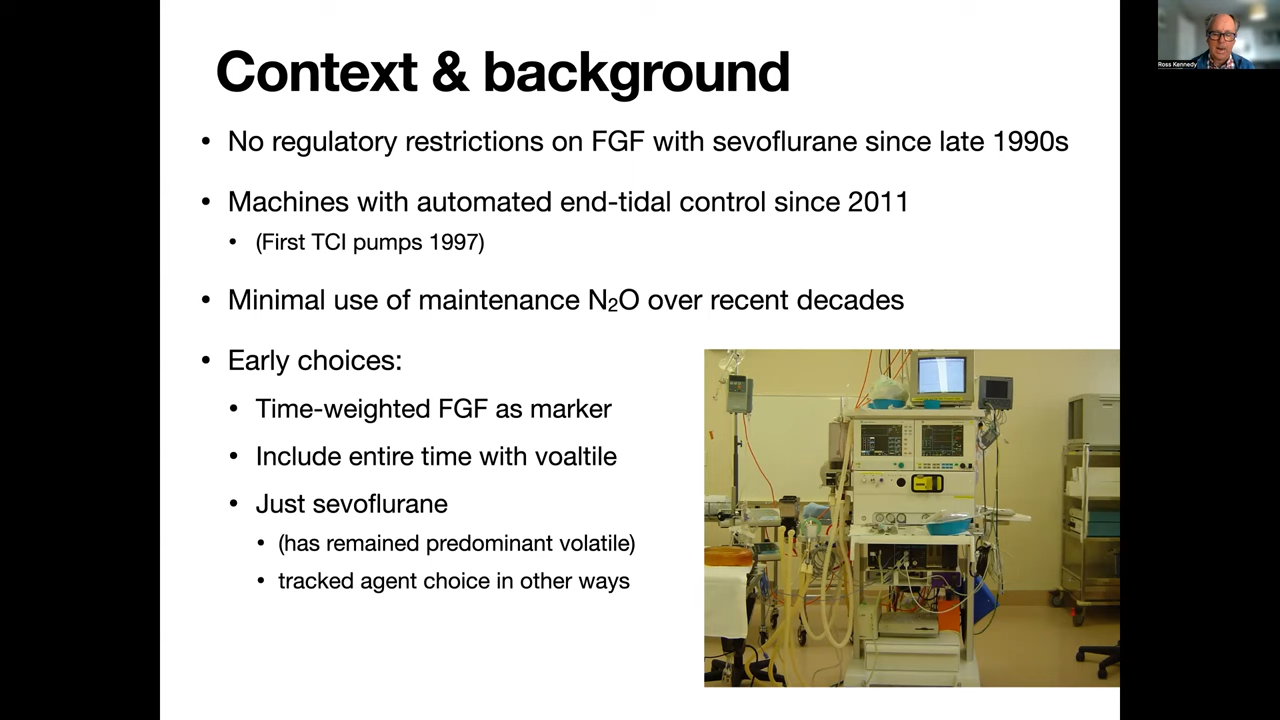 Context & background
• No regulatory restrictions on FGF with sevoflurane since late 1990s
• Machines with automated end-tidal control since 2011
• (First TCI pumps 1997)
• Minimal use of maintenance N₂O over recent decades
• Early choices:
• Time-weighted FGF as marker
• Include entire time with voaltile
• Just sevoflurane
• (has remained predominant volatile)
• tracked agent choice in other ways
Ross Kennedy